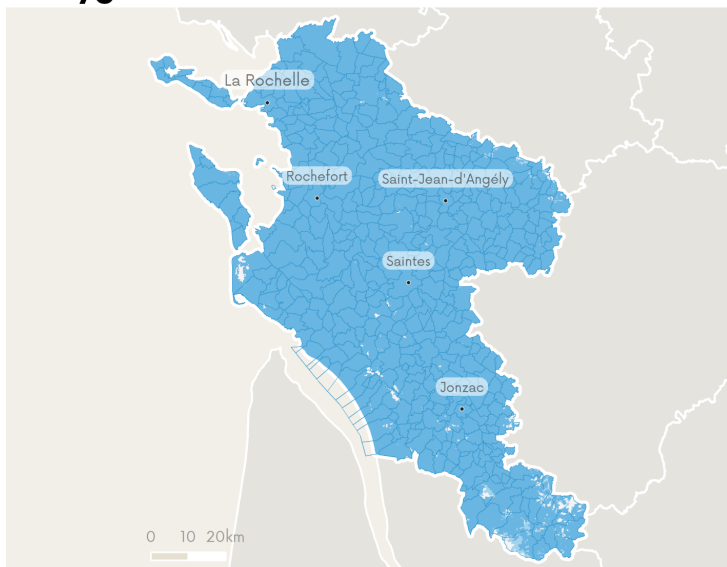 La Rochelle
Rochefort
Saint-Jean-d'Angély
Saintes
Jonzac
0 10 20km